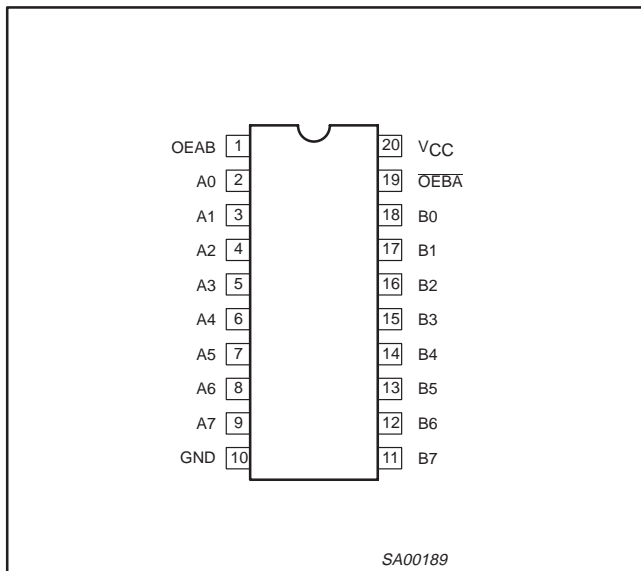 OEAB 1 20 VCC
A0 2 19 O̅E̅B̅A̅
A1 3 18 B0
A2 4 17 B1
A3 5 16 B2
A4 6 15 B3
A5 7 14 B4
A6 8 13 B5
A7 9 12 B6
GND 10 11 B7
SA00189